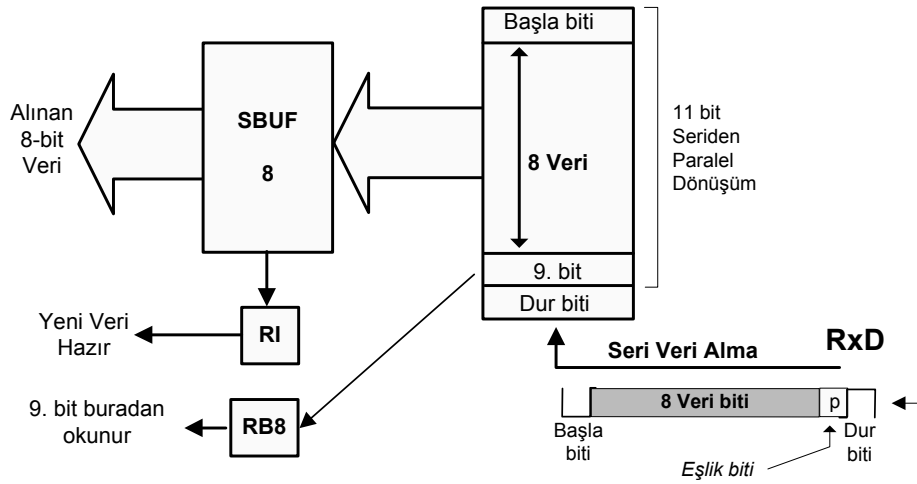 Başla biti
Alınan
8-bit
Veri
SBUF
8
8 Veri
11 bit
Seriden
Paralel
Dönüşüm
9. bit
Dur biti
Yeni Veri
Hazır
RI
Seri Veri Alma
RxD
9. bit buradan
okunur
RB8
8 Veri biti
p
Başla
biti
Dur
biti
Eşlik biti